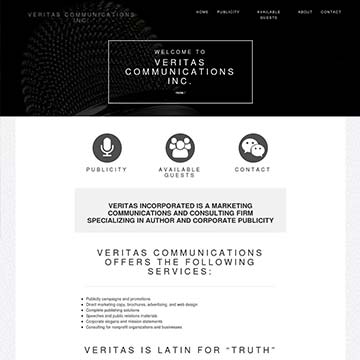 VERITAS COMMUNICATIONS
INC.
HOME PUBLICITY AVAILABLE GUESTS ABOUT CONTACT
WELCOME TO
VERITAS
COMMUNICATIONS
INC.
PUBLICITY
AVAILABLE
GUESTS
CONTACT
VERITAS INCORPORATED IS A MARKETING
COMMUNICATIONS AND CONSULTING FIRM
SPECIALIZING IN AUTHOR AND CORPORATE PUBLICITY
VERITAS COMMUNICATIONS
OFFERS THE FOLLOWING
SERVICES:
Publicity campaigns and promotions
Direct marketing copy, brochures, advertising, and web design
Complete publishing solutions
Speeches and public relations materials
Corporate slogans and mission statements
Consulting for nonprofit organizations and businesses
VERITAS IS LATIN FOR “TRUTH”